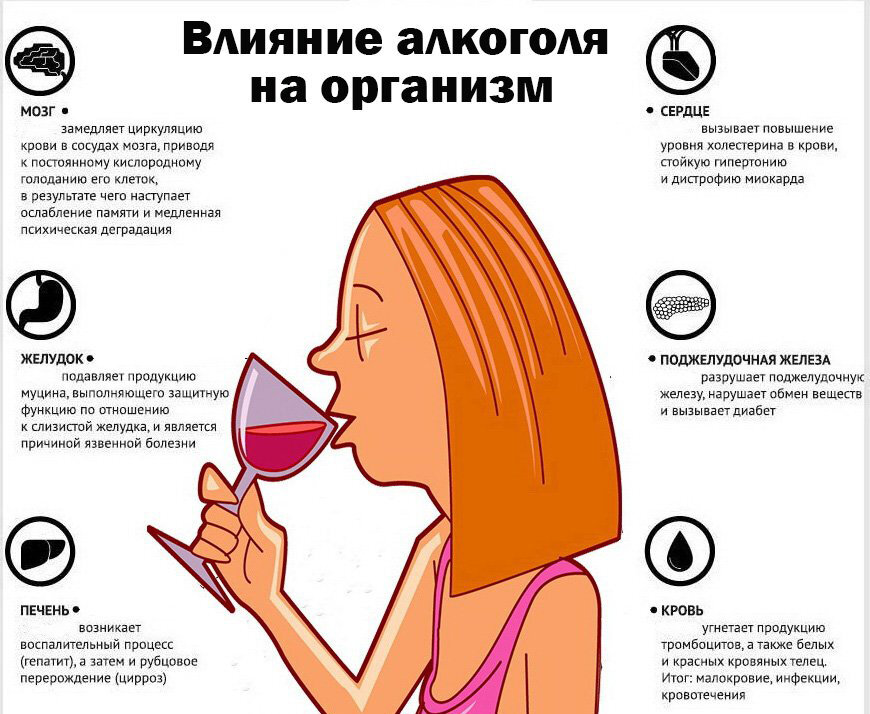 Влияние алкоголя
на организм
МОЗГ •
замедляет циркуляцию
крови в сосудах мозга, приводя
к постоянному кислородному
голоданию его клеток,
в результате чего наступает
ослабление памяти и медленная
психическая деградация
ЖЕЛУДОК •
подавляет продукцию
муцина, выполняющего защитную
функцию по отношению
к слизистой желудка, и является
причиной язвенной болезни
ПЕЧЕНЬ •
возникает
воспалительный процесс
(гепатит), а затем и рубцовое
перерождение (цирроз)
• СЕРДЦЕ
вызывает повышение
уровня холестерина в крови,
стойкую гипертонию
и дистрофию миокарда
• ПОДЖЕЛУДОЧНАЯ ЖЕЛЕЗА
разрушает поджелудочную
железу, нарушает обмен веществ
и вызывает диабет
• КРОВЬ
угнетает продукцию
тромбоцитов, а также белых
и красных кровяных телец.
Итог: малокровие, инфекции,
кровотечения